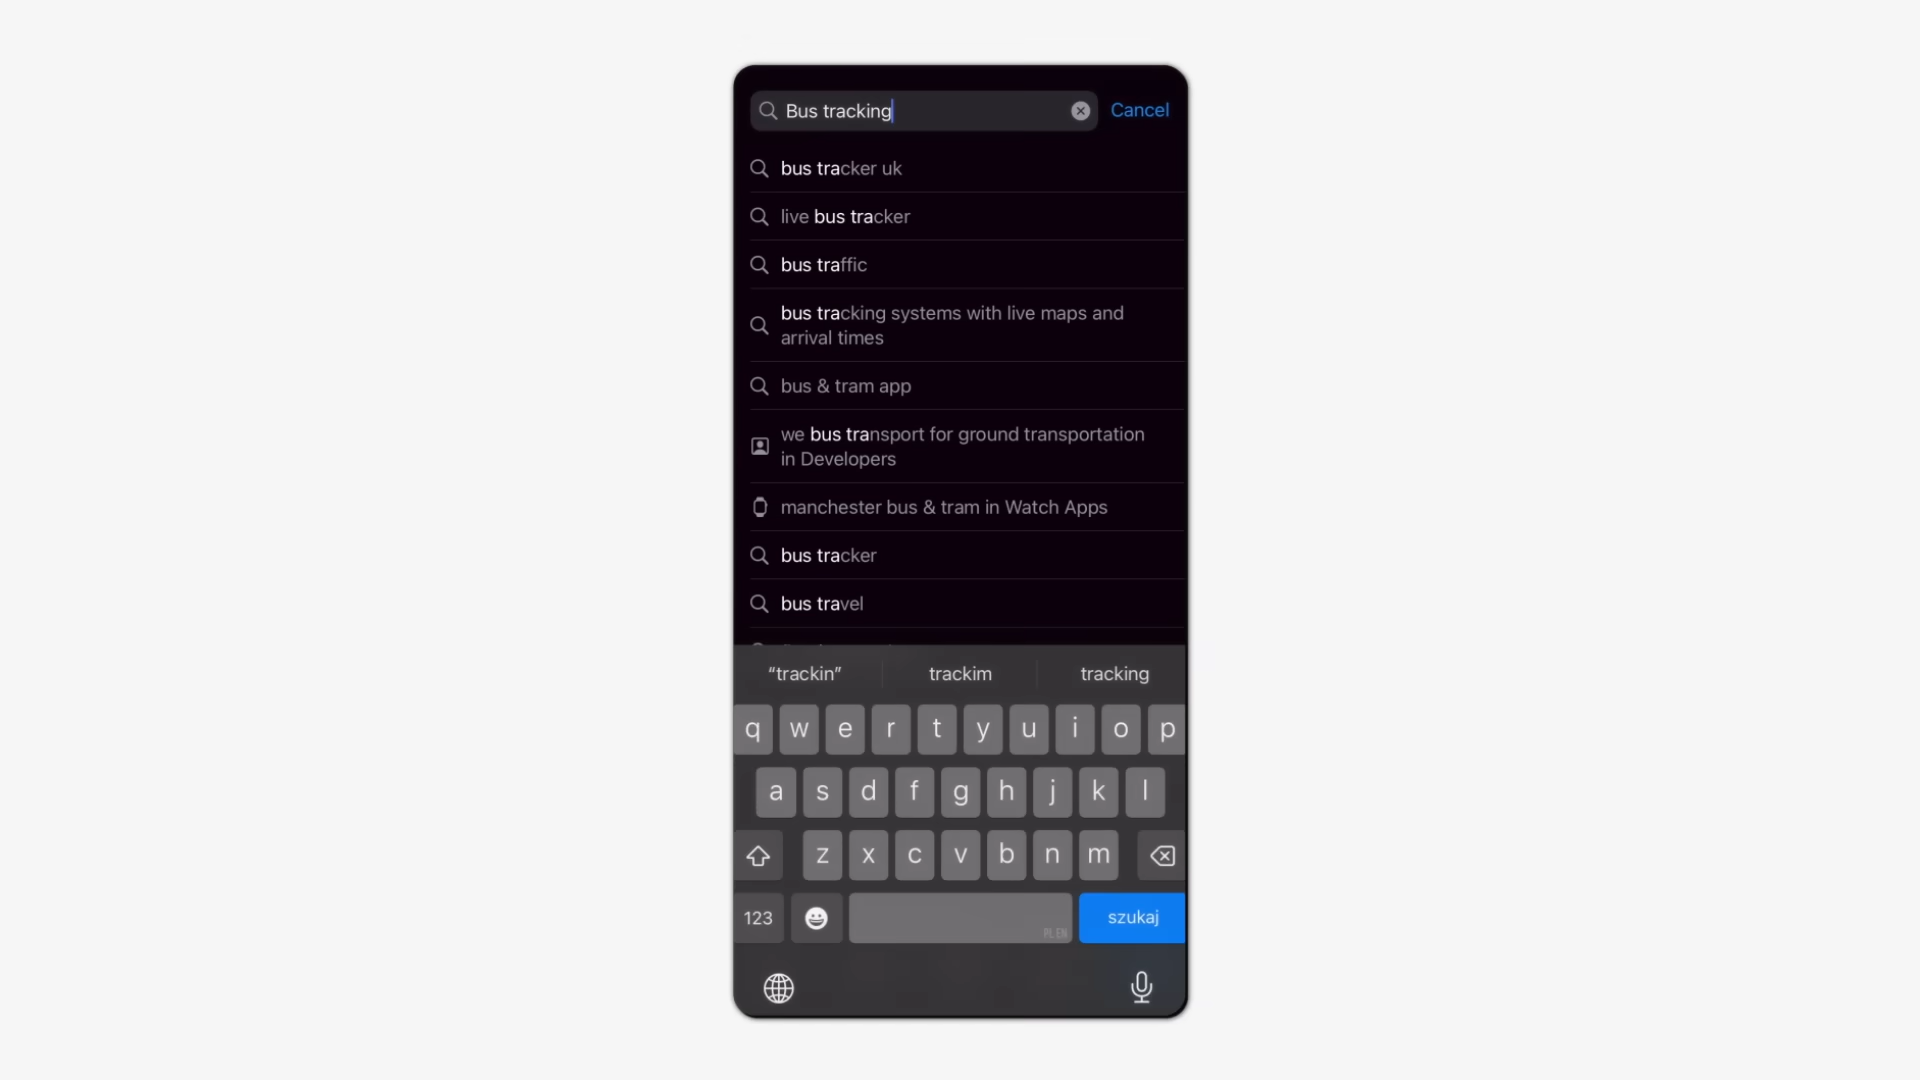 Bus tracking
Cancel
bus tracker uk
live bus tracker
bus traffic
bus tracking systems with live maps and
arrival times
bus & tram app
we bus transport for ground transportation
in Developers
manchester bus & tram in Watch Apps
bus tracker
bus travel
“trackin” trackim tracking
q w e r t y u i o p
a s d f g h j k l
z x c v b n m
123 szukaj
PL EN